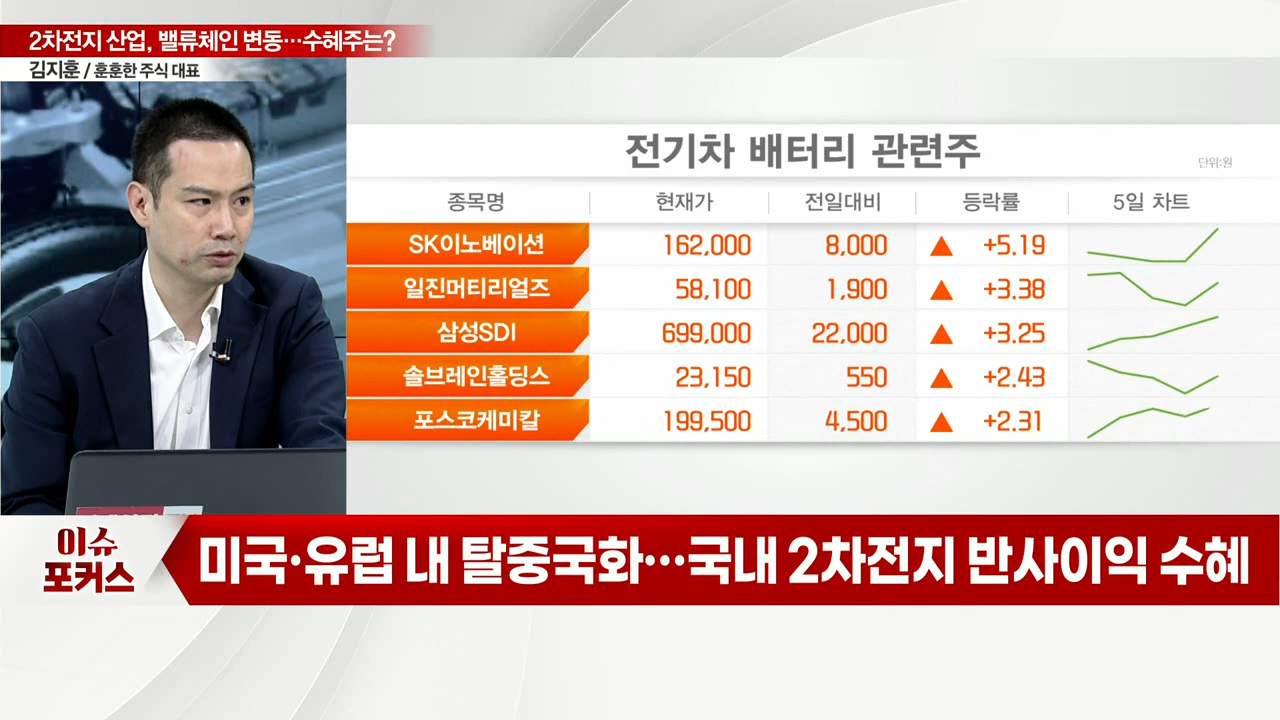 2차전지 산업, 밸류체인 변동…수혜주는?
김지훈 / 훈훈한 주식 대표
전기차 배터리 관련주
단위:원
종목명 현재가 전일대비 등락률 5일 차트
SK이노베이션 162,000 8,000 ▲ +5.19
일진머티리얼즈 58,100 1,900 ▲ +3.38
삼성SDI 699,000 22,000 ▲ +3.25
솔브레인홀딩스 23,150 550 ▲ +2.43
포스코케미칼 199,500 4,500 ▲ +2.31
이슈
포커스
미국·유럽 내 탈중국화…국내 2차전지 반사이익 수혜